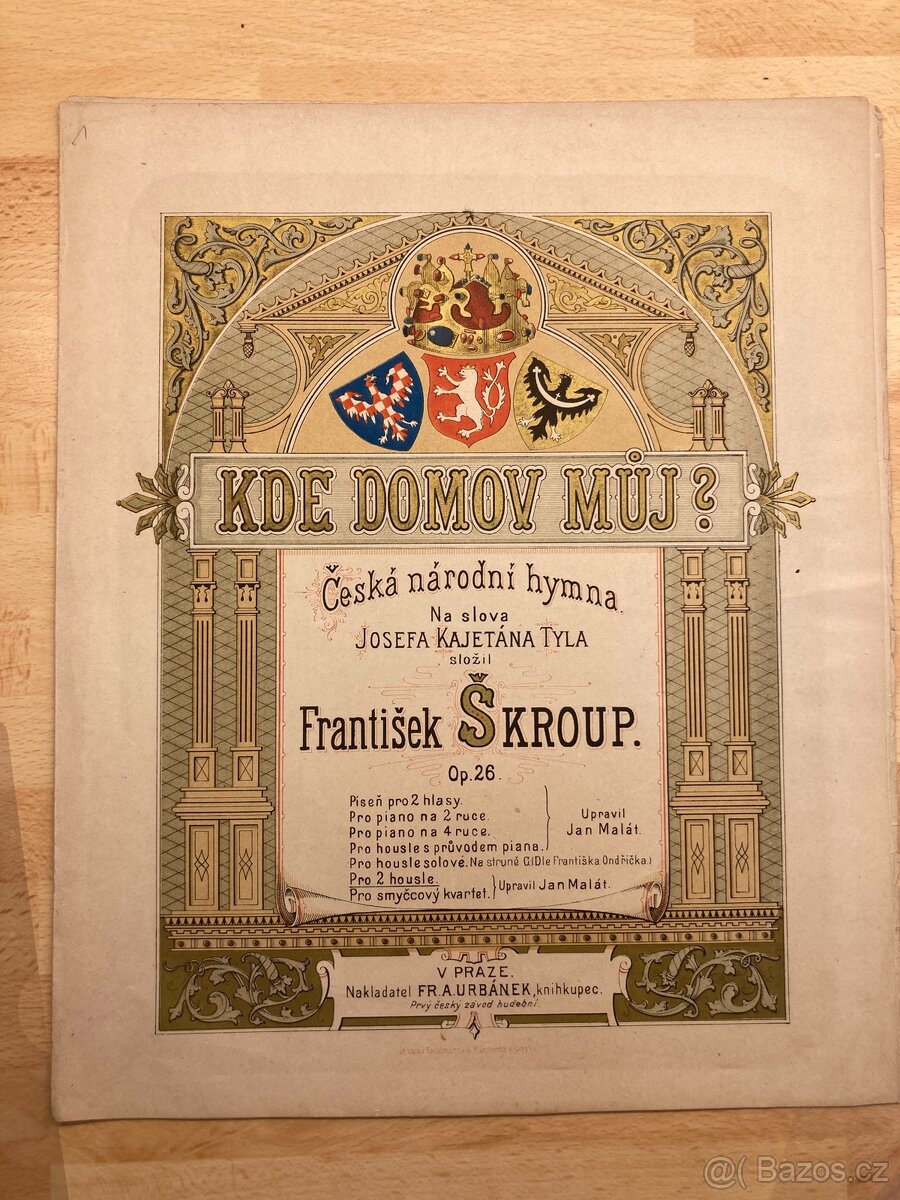 1
KDE DOMOV MŮJ?
Česká národní hymna.
Na slova
JOSEFA KAJETÁNA TYLA
složil
František ŠKROUP.
Op. 26.
Píseň pro 2 hlasy.
Pro piano na 2 ruce.
Pro piano na 4 ruce.
Pro housle s průvodem piana.
Upravil
Jan Malát.
Pro housle solové. Na struně G. (Dle Františka Ondříčka.)
Pro 2 housle.
Pro smyčcový kvartet.
Upravil Jan Malát.
V PRAZE.
Nakladatel FR. A. URBÁNEK, knihkupec.
Prvý český závod hudební.
@( Bazos.cz